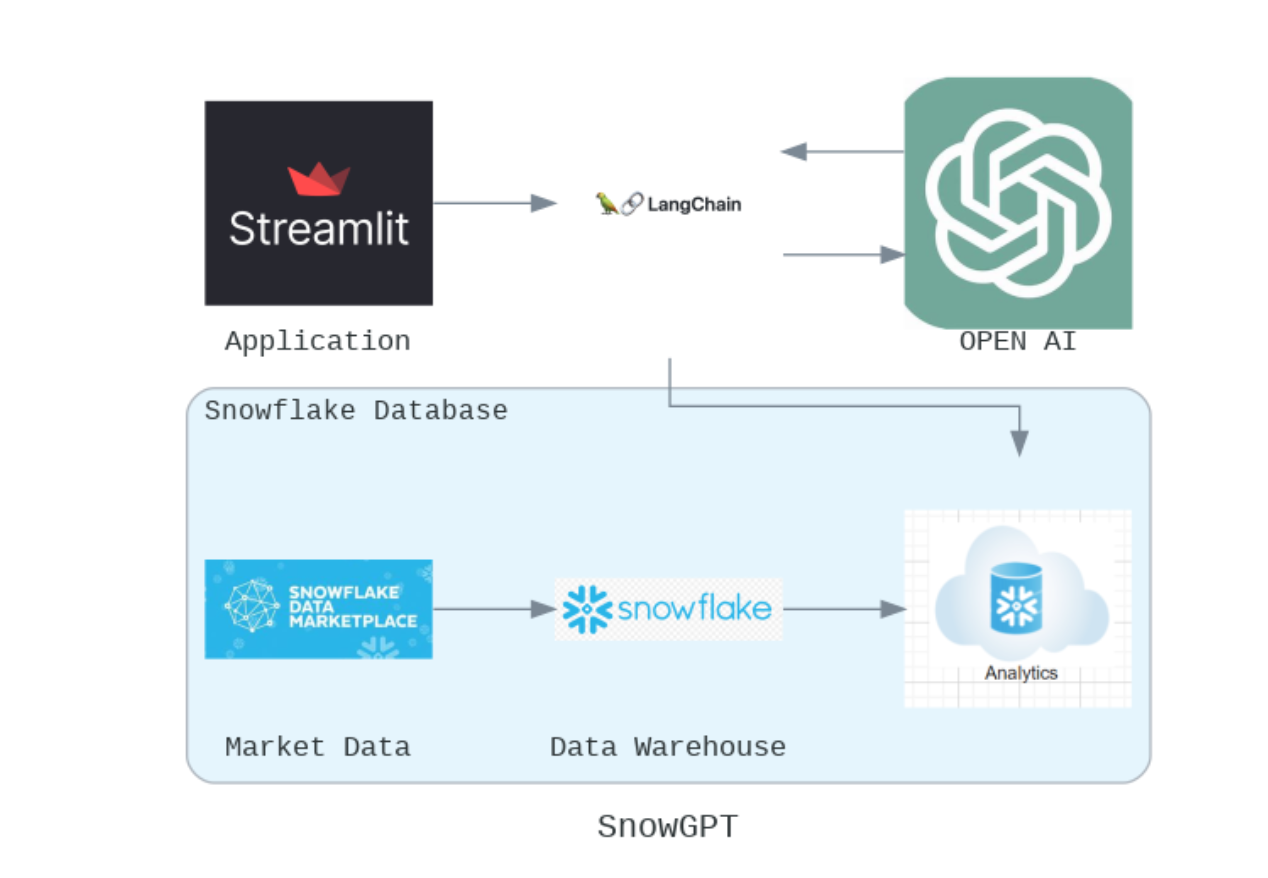 Streamlit
LangChain
Application
OPEN AI
Snowflake Database
SNOWFLAKE
DATA
MARKETPLACE
snowflake
Analytics
Market Data
Data Warehouse
SnowGPT